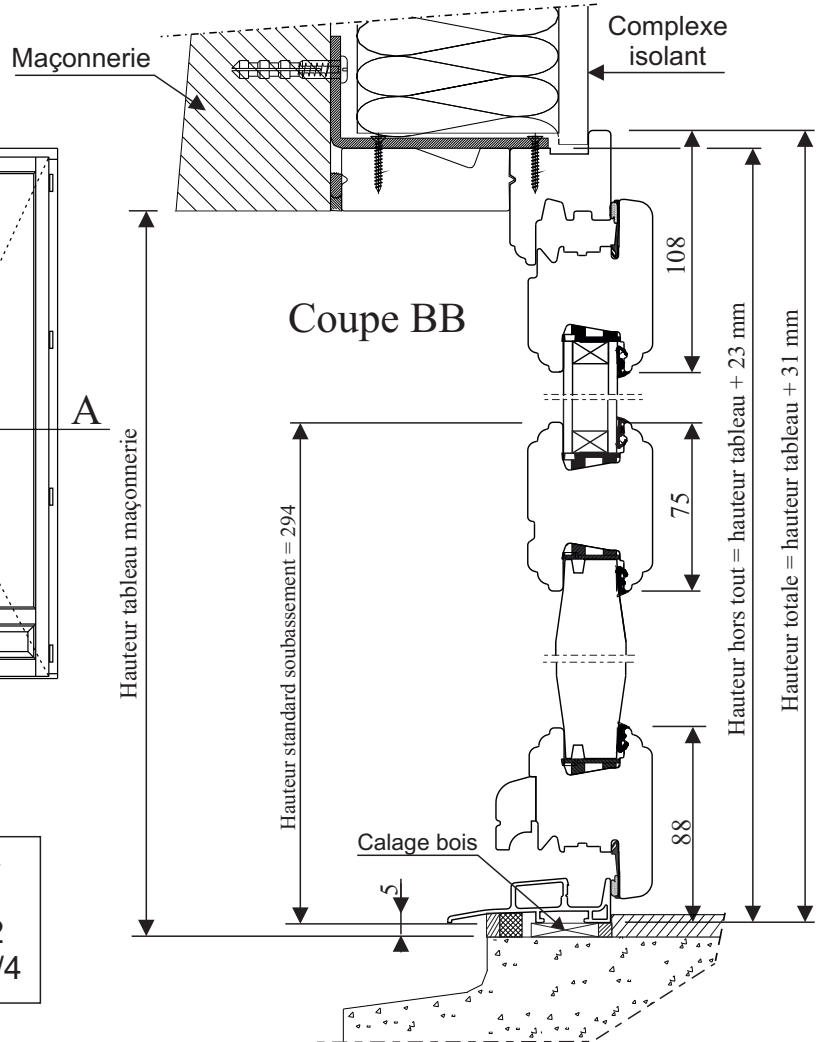 Maçonnerie
Complexe
isolant
Coupe BB
A
108
75
88
5
Hauteur tableau maçonnerie
Hauteur standard soubassement = 294
Hauteur hors tout = hauteur tableau + 23 mm
Hauteur totale = hauteur tableau + 31 mm
Calage bois
/4